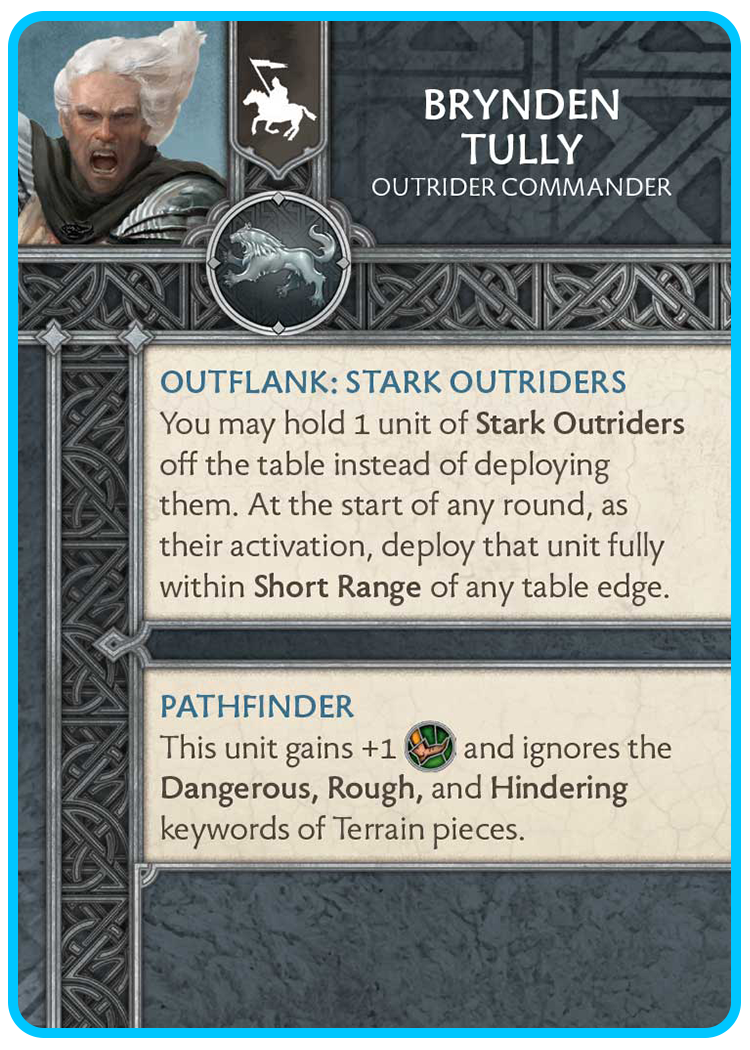 BRYNDEN
TULLY
OUTRIDER COMMANDER
OUTFLANK: STARK OUTRIDERS
You may hold 1 unit of Stark Outriders
off the table instead of deploying
them. At the start of any round, as
their activation, deploy that unit fully
within Short Range of any table edge.
PATHFINDER
This unit gains +1 and ignores the
Dangerous, Rough, and Hindering
keywords of Terrain pieces.